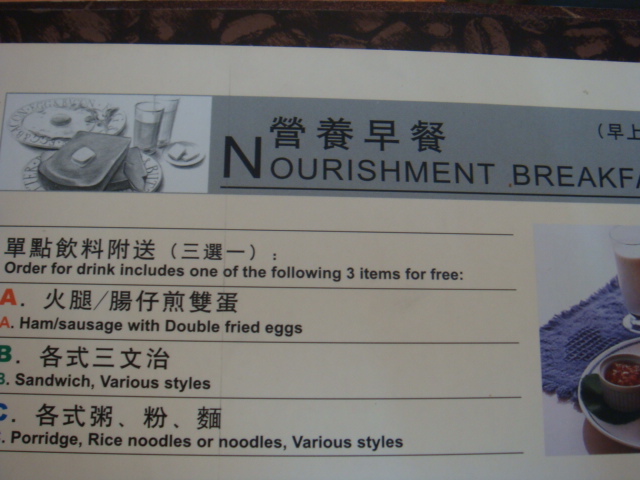 營養早餐
(早上
NOURISHMENT BREAKFA
單點飲料附送(三選一):
Order for drink includes one of the following 3 items for free:
A. 火腿/腸仔煎雙蛋
A. Ham/sausage with Double fried eggs
B. 各式三文治
B. Sandwich, Various styles
C. 各式粥、粉、麵
. Porridge, Rice noodles or noodles, Various styles